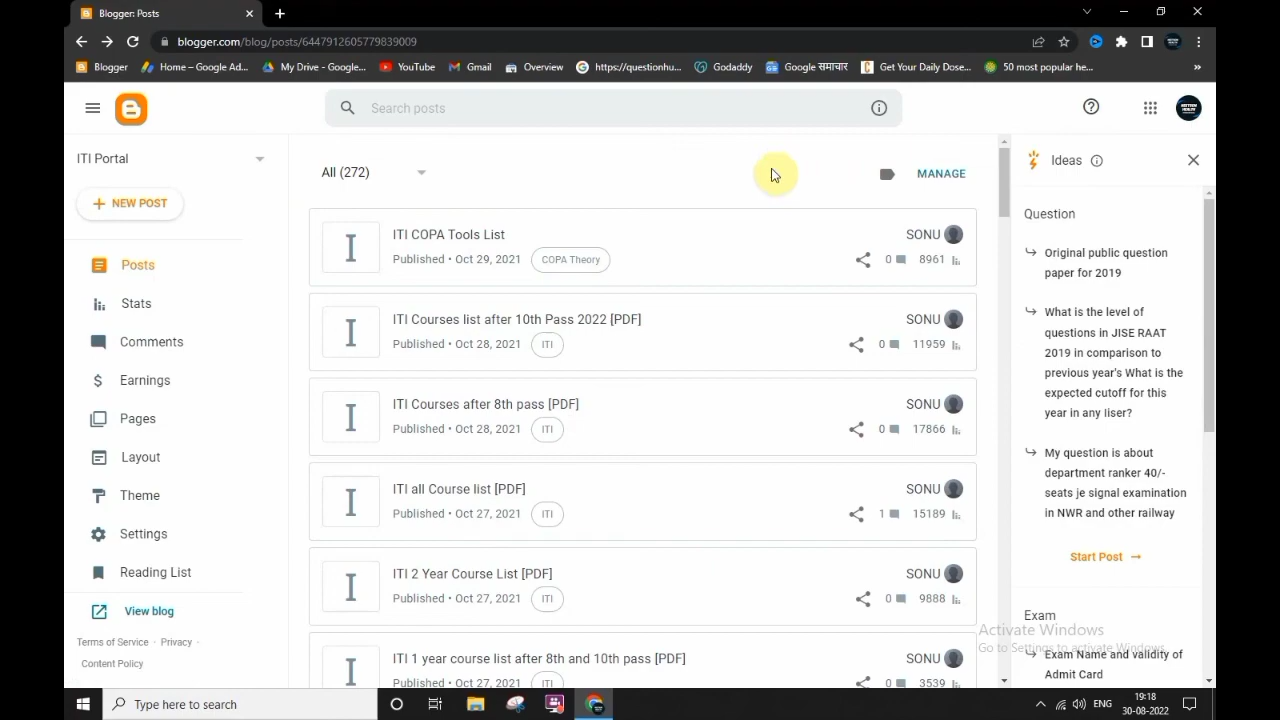 Blogger: Posts
blogger.com/blog/posts/6447912605779839009
Blogger
Home – Google Ad...
My Drive - Google...
YouTube
Gmail
Overview
https://questionhu...
Godaddy
Google समाचार
Get Your Daily Dose...
50 most popular he...
»
Search posts
ITI Portal
NEW POST
Posts
Stats
Comments
Earnings
Pages
Layout
Theme
Settings
Reading List
View blog
Terms of Service · Privacy ·
Content Policy
All (272)
MANAGE
ITI COPA Tools List
SONU
Published • Oct 29, 2021 COPA Theory
0 8961
ITI Courses list after 10th Pass 2022 [PDF]
SONU
Published • Oct 28, 2021 ITI
0 11959
ITI Courses after 8th pass [PDF]
SONU
Published • Oct 28, 2021 ITI
0 17866
ITI all Course list [PDF]
SONU
Published • Oct 27, 2021 ITI
1 15189
ITI 2 Year Course List [PDF]
SONU
Published • Oct 27, 2021 ITI
0 9888
ITI 1 year course list after 8th and 10th pass [PDF]
SONU
Published • Oct 27, 2021 ITI
0 3539
Ideas
Question
Original public question
paper for 2019
What is the level of
questions in JISE RAAT
2019 in comparison to
previous year's What is the
expected cutoff for this
year in any liser?
My question is about
department ranker 40/-
seats je signal examination
in NWR and other railway
Start Post →
Exam
Activate Windows
Go to Settings to activate Windows.
Exam Name and validity of
Admit Card
Type here to search
ENG
19:18
30-08-2022